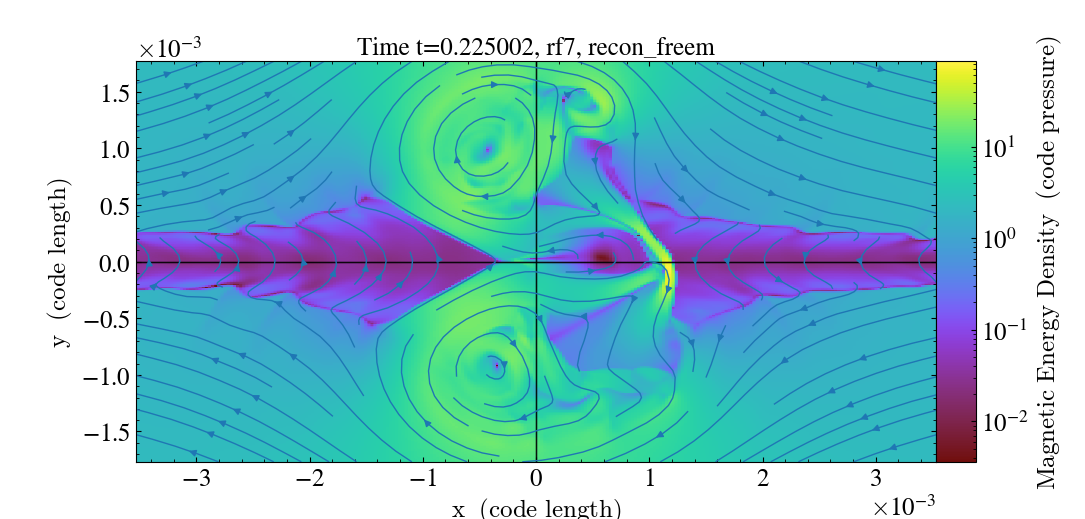 Time t=0.225002, rf7, recon_freem
×10⁻³
1.5
1.0
0.5
0.0
−0.5
−1.0
−1.5
y (code length)
−3 −2 −1 0 1 2 3
×10⁻³
x (code length)
10¹
10⁰
10⁻¹
10⁻²
Magnetic Energy Density (code pressure)